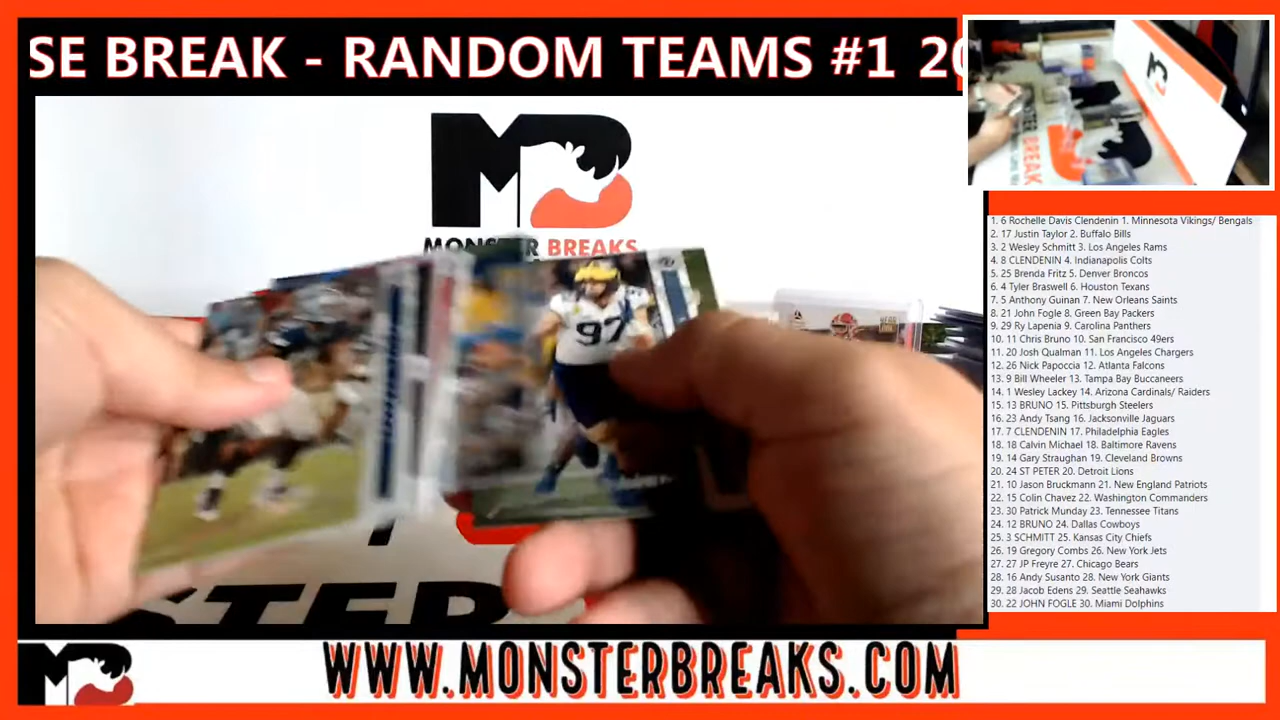 SE BREAK - RANDOM TEAMS #1 20
MONSTER BREAKS
97
1. 6 Rochelle Davis Clendenin 1. Minnesota Vikings/ Bengals
2. 17 Justin Taylor 2. Buffalo Bills
3. 2 Wesley Schmitt 3. Los Angeles Rams
4. 8 CLENDENIN 4. Indianapolis Colts
5. 25 Brenda Fritz 5. Denver Broncos
6. 4 Tyler Braswell 6. Houston Texans
7. 5 Anthony Guinan 7. New Orleans Saints
8. 21 John Fogle 8. Green Bay Packers
9. 29 Ry Lapenia 9. Carolina Panthers
10. 11 Chris Bruno 10. San Francisco 49ers
11. 20 Josh Qualman 11. Los Angeles Chargers
12. 26 Nick Papoccia 12. Atlanta Falcons
13. 9 Bill Wheeler 13. Tampa Bay Buccaneers
14. 1 Wesley Lackey 14. Arizona Cardinals/ Raiders
15. 13 BRUNO 15. Pittsburgh Steelers
16. 23 Andy Tsang 16. Jacksonville Jaguars
17. 7 CLENDENIN 17. Philadelphia Eagles
18. 18 Calvin Michael 18. Baltimore Ravens
19. 14 Gary Straughan 19. Cleveland Browns
20. 24 ST PETER 20. Detroit Lions
21. 10 Jason Bruckmann 21. New England Patriots
22. 15 Colin Chavez 22. Washington Commanders
23. 30 Patrick Munday 23. Tennessee Titans
24. 12 BRUNO 24. Dallas Cowboys
25. 3 SCHMITT 25. Kansas City Chiefs
26. 19 Gregory Combs 26. New York Jets
27. 27 JP Freyre 27. Chicago Bears
28. 16 Andy Susanto 28. New York Giants
29. 28 Jacob Edens 29. Seattle Seahawks
30. 22 JOHN FOGLE 30. Miami Dolphins
WWW.MONSTERBREAKS.COM